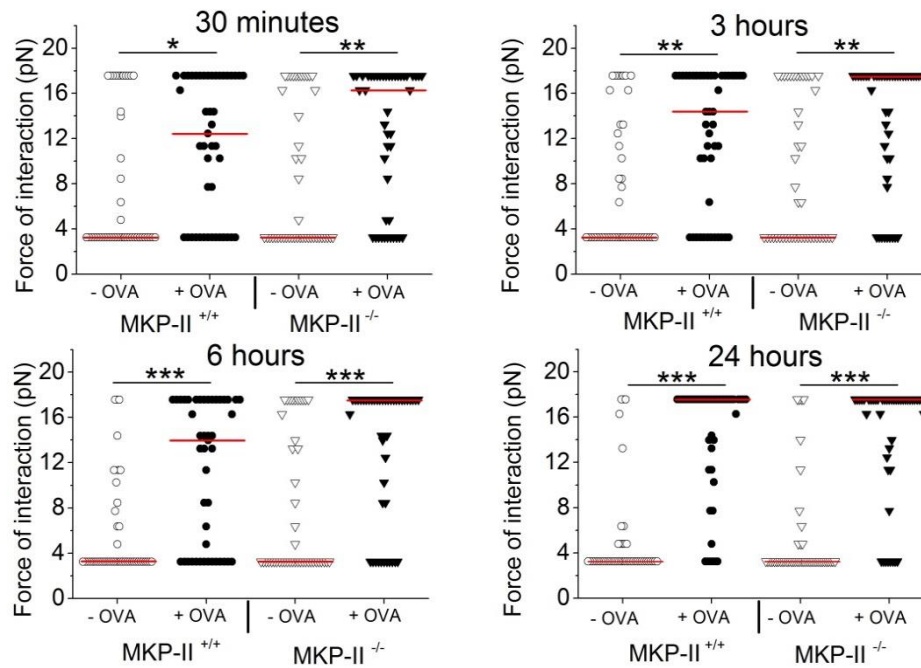 30 minutes
Force of interaction (pN)
20
16
12
8
4
0
*
**
- OVA
+ OVA
- OVA
+ OVA
MKP-II +/+
MKP-II -/-
3 hours
Force of interaction (pN)
20
16
12
8
4
0
**
**
- OVA
+ OVA
- OVA
+ OVA
MKP-II +/+
MKP-II -/-
6 hours
Force of interaction (pN)
20
16
12
8
4
0
***
***
- OVA
+ OVA
- OVA
+ OVA
MKP-II +/+
MKP-II -/-
24 hours
Force of interaction (pN)
20
16
12
8
4
0
***
***
- OVA
+ OVA
- OVA
+ OVA
MKP-II +/+
MKP-II -/-